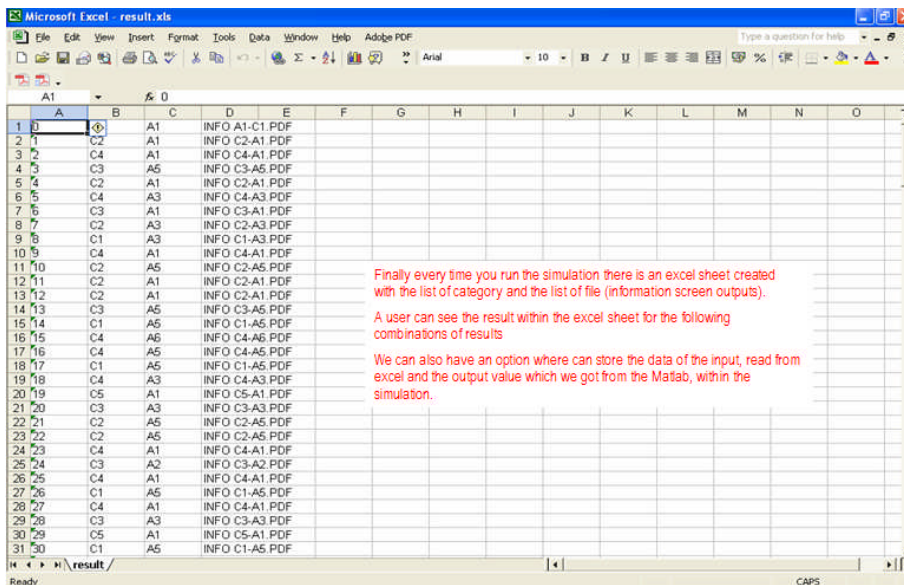 Microsoft Excel - result.xls
File Edit View Insert Format Tools Data Window Help Adobe PDF Type a question for help
Arial 10 B I U
A1 fx 0
A B C D E F G H I J K L M N O
1 0 A1 INFO A1-C1.PDF
2 1 C2 A1 INFO C2-A1.PDF
3 2 C4 A1 INFO C4-A1.PDF
4 3 C3 A5 INFO C3-A5.PDF
5 4 C2 A1 INFO C2-A1.PDF
6 5 C4 A3 INFO C4-A3.PDF
7 6 C3 A1 INFO C3-A1.PDF
8 7 C2 A3 INFO C2-A3.PDF
9 8 C1 A3 INFO C1-A3.PDF
10 9 C4 A1 INFO C4-A1.PDF
11 10 C2 A5 INFO C2-A5.PDF
12 11 C2 A1 INFO C2-A1.PDF
13 12 C2 A1 INFO C2-A1.PDF
14 13 C3 A5 INFO C3-A5.PDF
15 14 C1 A5 INFO C1-A5.PDF
16 15 C4 A6 INFO C4-A6.PDF
17 16 C4 A5 INFO C4-A5.PDF
18 17 C1 A5 INFO C1-A5.PDF
19 18 C4 A3 INFO C4-A3.PDF
20 19 C5 A1 INFO C5-A1.PDF
21 20 C3 A3 INFO C3-A3.PDF
22 21 C2 A5 INFO C2-A5.PDF
23 22 C2 A5 INFO C2-A5.PDF
24 23 C4 A1 INFO C4-A1.PDF
25 24 C3 A2 INFO C3-A2.PDF
26 25 C4 A1 INFO C4-A1.PDF
27 26 C1 A5 INFO C1-A5.PDF
28 27 C4 A1 INFO C4-A1.PDF
29 28 C3 A3 INFO C3-A3.PDF
30 29 C5 A1 INFO C5-A1.PDF
31 30 C1 A5 INFO C1-A5.PDF
Finally every time you run the simulation there is an excel sheet created
with the list of category and the list of file (information screen outputs).
A user can see the result within the excel sheet for the following
combinations of results
We can also have an option where can store the data of the input, read from
excel and the output value which we got from the Matlab, within the
simulation.
result
Ready CAPS